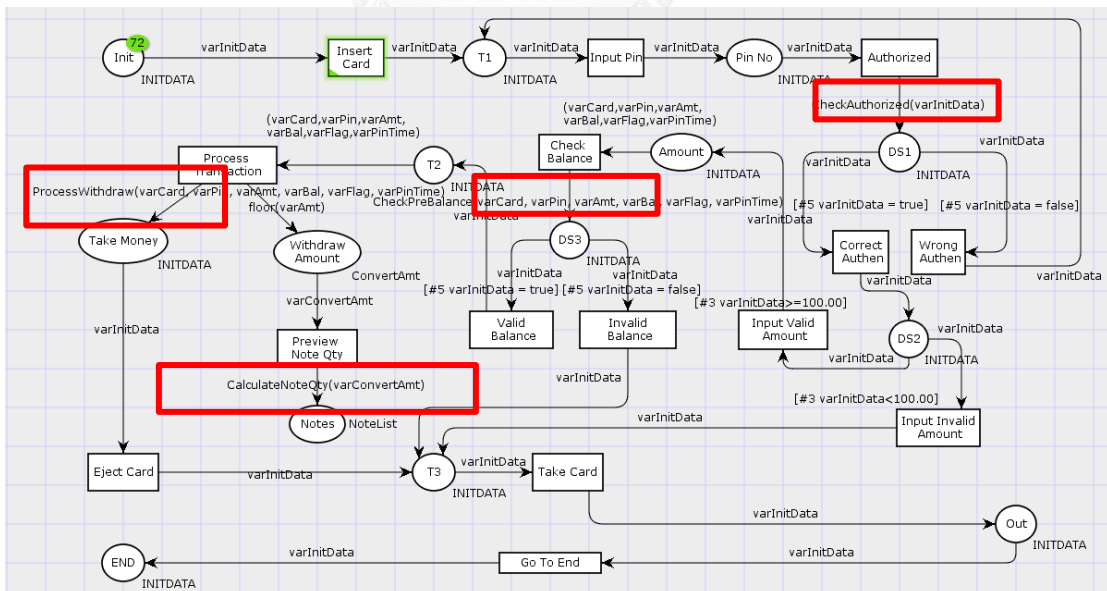 72
Init
varInitData
INITDATA
Insert
Card
varInitData
T1
varInitData
INITDATA
Input Pin
varInitData
Pin No
varInitData
INITDATA
Authorized
CheckAuthorized(varInitData)
DS1
INITDATA
varInitData
varInitData
[#5 varInitData = true]
[#5 varInitData = false]
Correct
Authen
Wrong
Authen
varInitData
varInitData
DS2
INITDATA
varInitData
varInitData
[#3 varInitData>=100.00]
Input Valid
Amount
[#3 varInitData<100.00]
Input Invalid
Amount
varInitData
varInitData
Amount
INITDATA
(varCard,varPin,varAmt,
varBal,varFlag,varPinTime)
Check
Balance
CheckPreBalance(varCard, varPin, varAmt, varBal, varFlag, varPinTime)
DS3
INITDATA
varInitData
varInitData
[#5 varInitData = true]
[#5 varInitData = false]
Valid
Balance
Invalid
Balance
varInitData
varInitData
T2
INITDATA
(varCard,varPin,varAmt,
varBal,varFlag,varPinTime)
Process
Transaction
ProcessWithdraw(varCard, varPin, varAmt, varBal, varFlag, varPinTime)
floor(varAmt)
Take Money
INITDATA
Withdraw
Amount
ConvertAmt
varConvertAmt
Preview
Note Qty
CalculateNoteQty(varConvertAmt)
Notes
NoteList
varInitData
Eject Card
varInitData
T3
INITDATA
varInitData
Take Card
varInitData
Out
INITDATA
varInitData
Go To End
varInitData
END
INITDATA